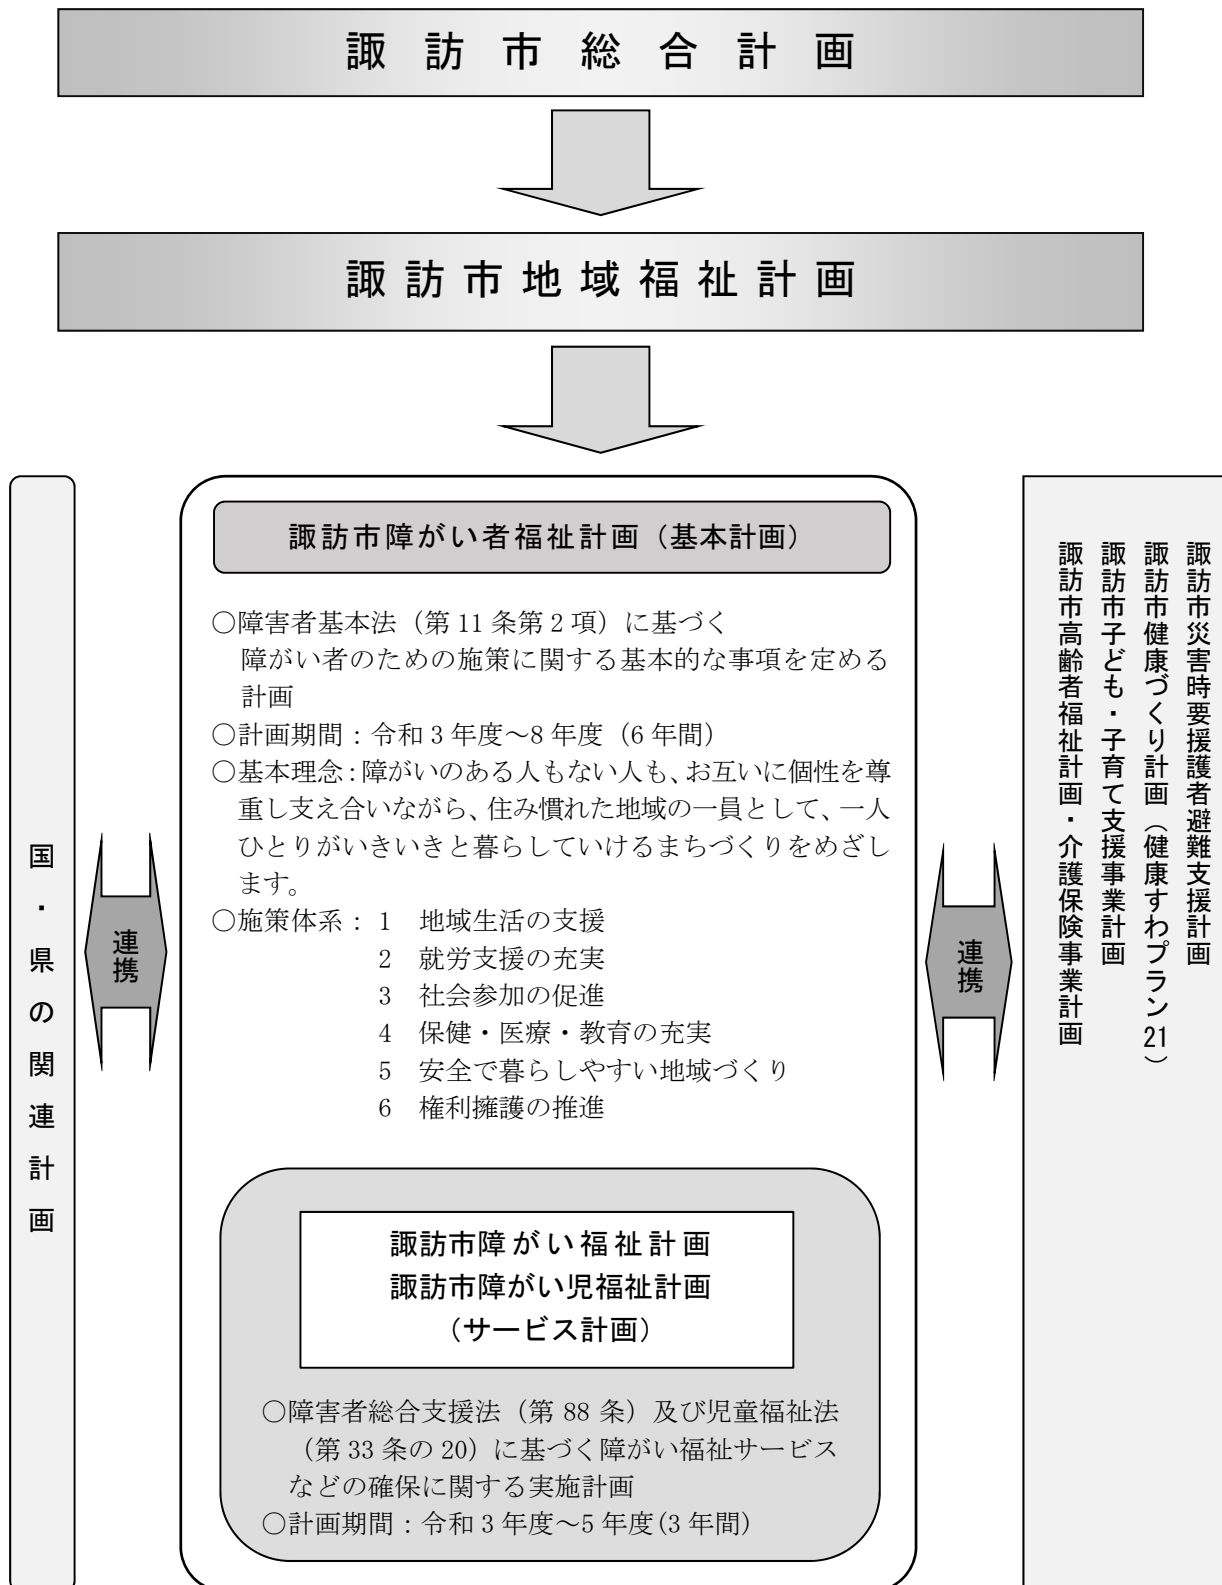 諏訪市総合計画
諏訪市地域福祉計画
国・県の関連計画
連携
諏訪市障がい者福祉計画（基本計画）
○障害者基本法（第11条第2項）に基づく
障がい者のための施策に関する基本的な事項を定める
計画
○計画期間：令和3年度～8年度（6年間）
○基本理念：障がいのある人もない人も、お互いに個性を尊
重し支え合いながら、住み慣れた地域の一員として、一人
ひとりがいきいきと暮らしていけるまちづくりをめざし
ます。
○施策体系：1　地域生活の支援
2　就労支援の充実
3　社会参加の促進
4　保健・医療・教育の充実
5　安全で暮らしやすい地域づくり
6　権利擁護の推進
諏訪市障がい福祉計画
諏訪市障がい児福祉計画
（サービス計画）
○障害者総合支援法（第88条）及び児童福祉法
（第33条の20）に基づく障がい福祉サービス
などの確保に関する実施計画
○計画期間：令和3年度～5年度(3年間）
連携
諏訪市災害時要援護者避難支援計画
諏訪市健康づくり計画（健康すわプラン21）
諏訪市子ども・子育て支援事業計画
諏訪市高齢者福祉計画・介護保険事業計画